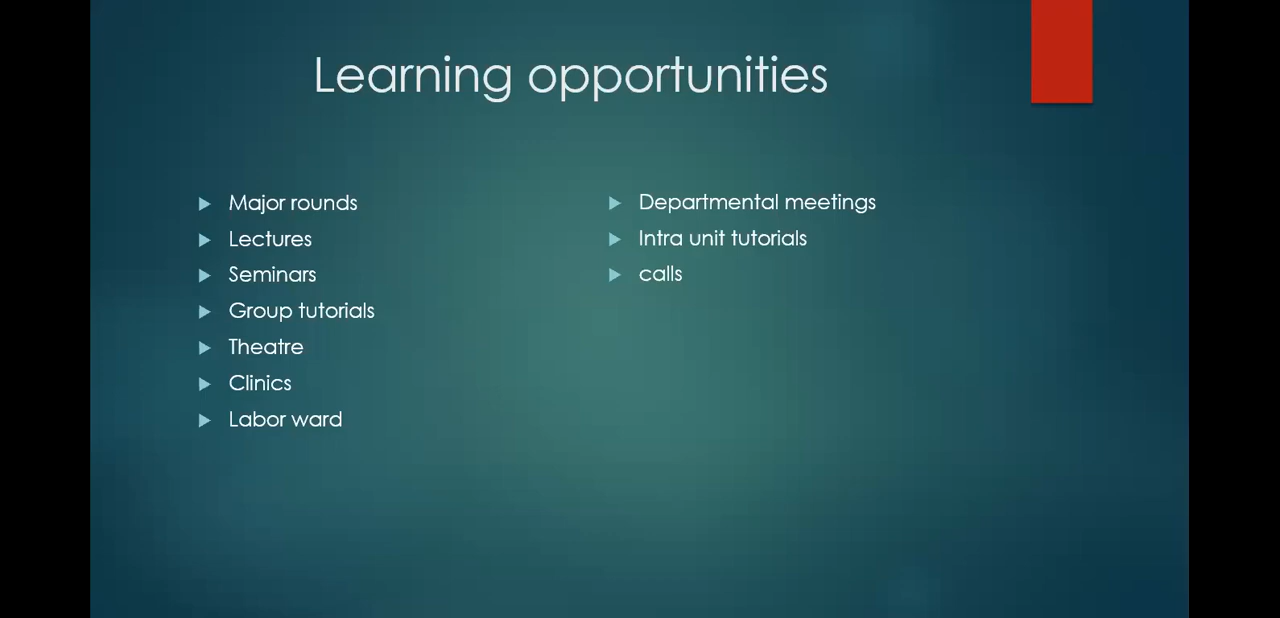 Learning opportunities
Major rounds
Lectures
Seminars
Group tutorials
Theatre
Clinics
Labor ward
Departmental meetings
Intra unit tutorials
calls